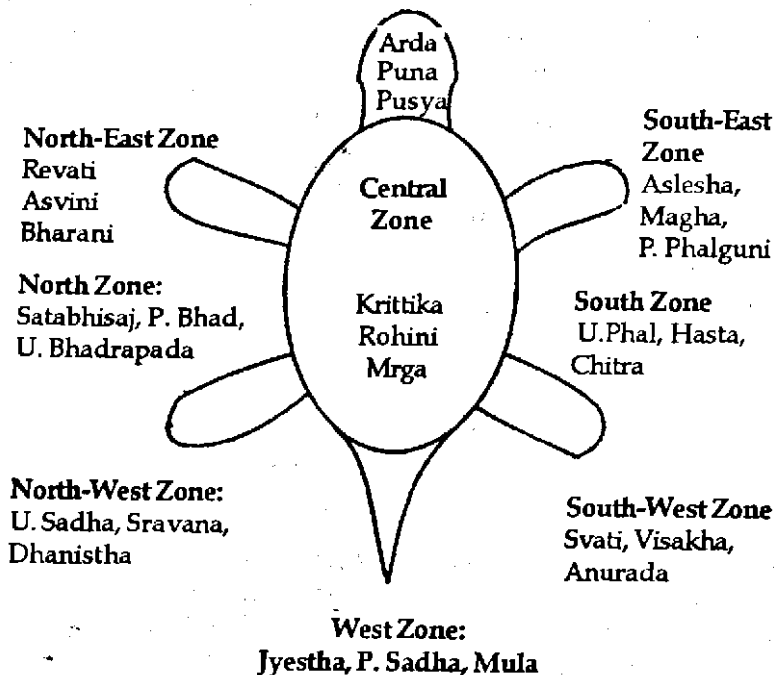 Arda
Puna
Pusya
North-East Zone
Revati
Asvini
Bharani
South-East
Zone
Aslesha,
Magha,
P. Phalguni
Central
Zone
North Zone:
Satabhisaj, P. Bhad,
U. Bhadrapada
Krittika
Rohini
Mrga
South Zone
U.Phal, Hasta,
Chitra
North-West Zone:
U. Sadha, Sravana,
Dhanistha
South-West Zone
Svati, Visakha,
Anurada
West Zone:
Jyestha, P. Sadha, Mula